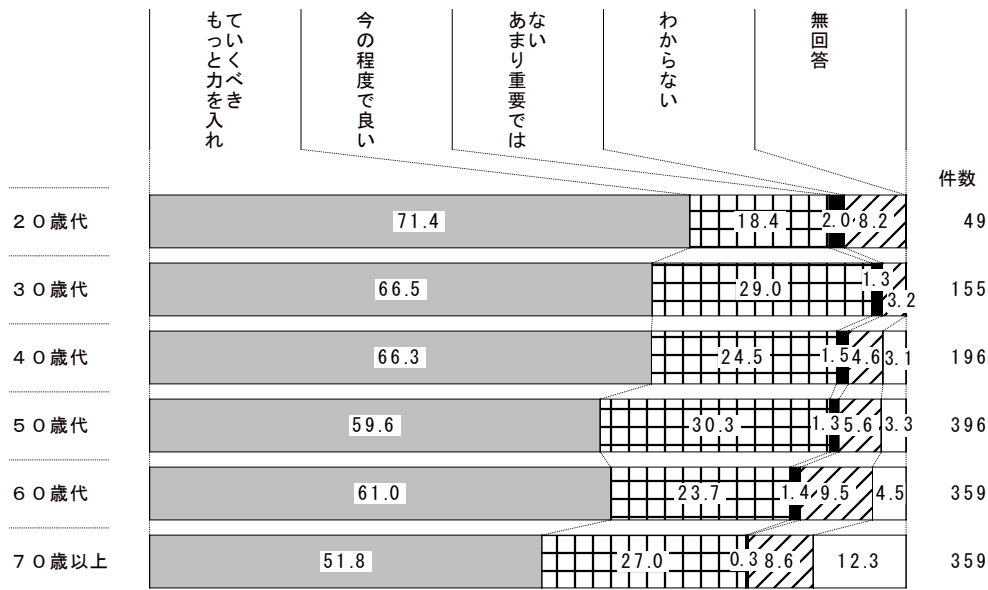 もっと力を入れ
ていくべき
今の程度で良い
あまり重要では
ない
わからない
無回答
件数
２０歳代 71.4 18.4 2.0 8.2 49
３０歳代 66.5 29.0 1.3 3.2 155
４０歳代 66.3 24.5 1.5 4.6 3.1 196
５０歳代 59.6 30.3 1.3 5.6 3.3 396
６０歳代 61.0 23.7 1.4 9.5 4.5 359
７０歳以上 51.8 27.0 0.3 8.6 12.3 359